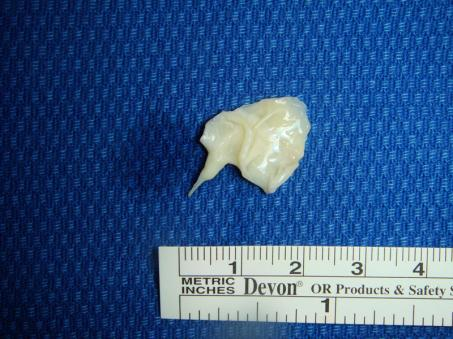 1 2 3 4
METRIC
INCHES Devon® OR Products & Safety
1